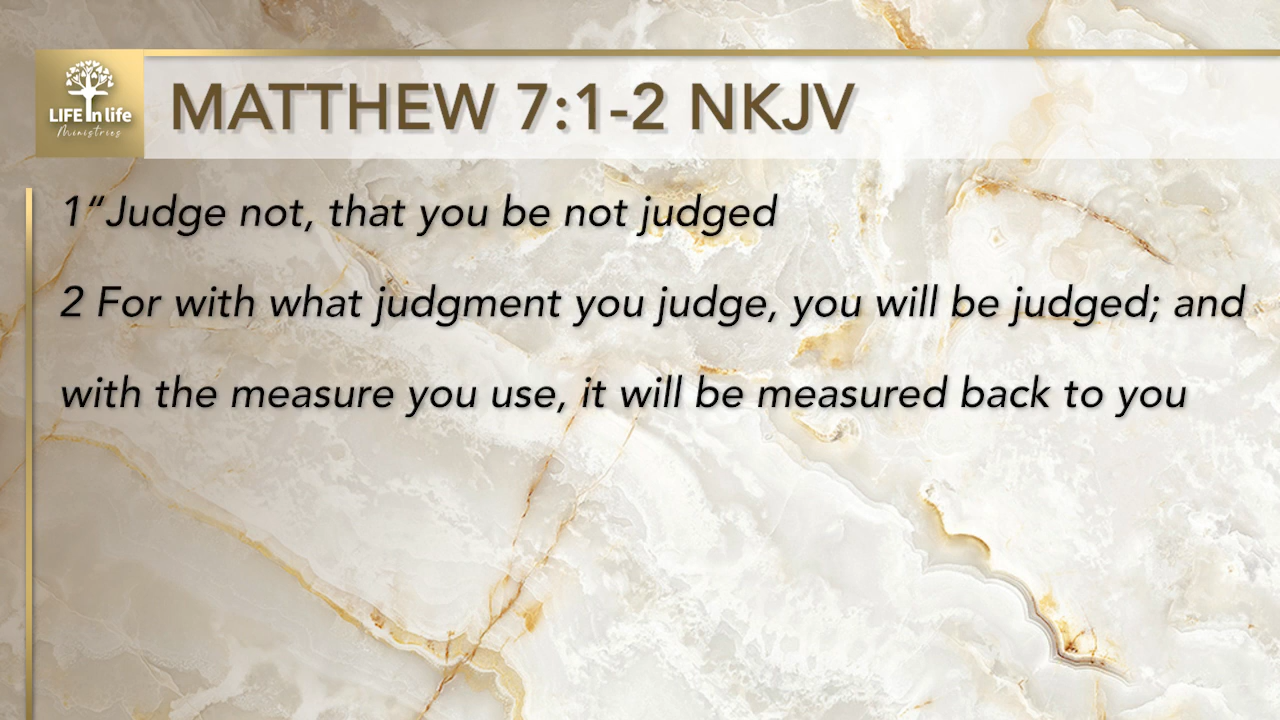 LIFE in life
Ministries
MATTHEW 7:1-2 NKJV
1“Judge not, that you be not judged
2 For with what judgment you judge, you will be judged; and
with the measure you use, it will be measured back to you